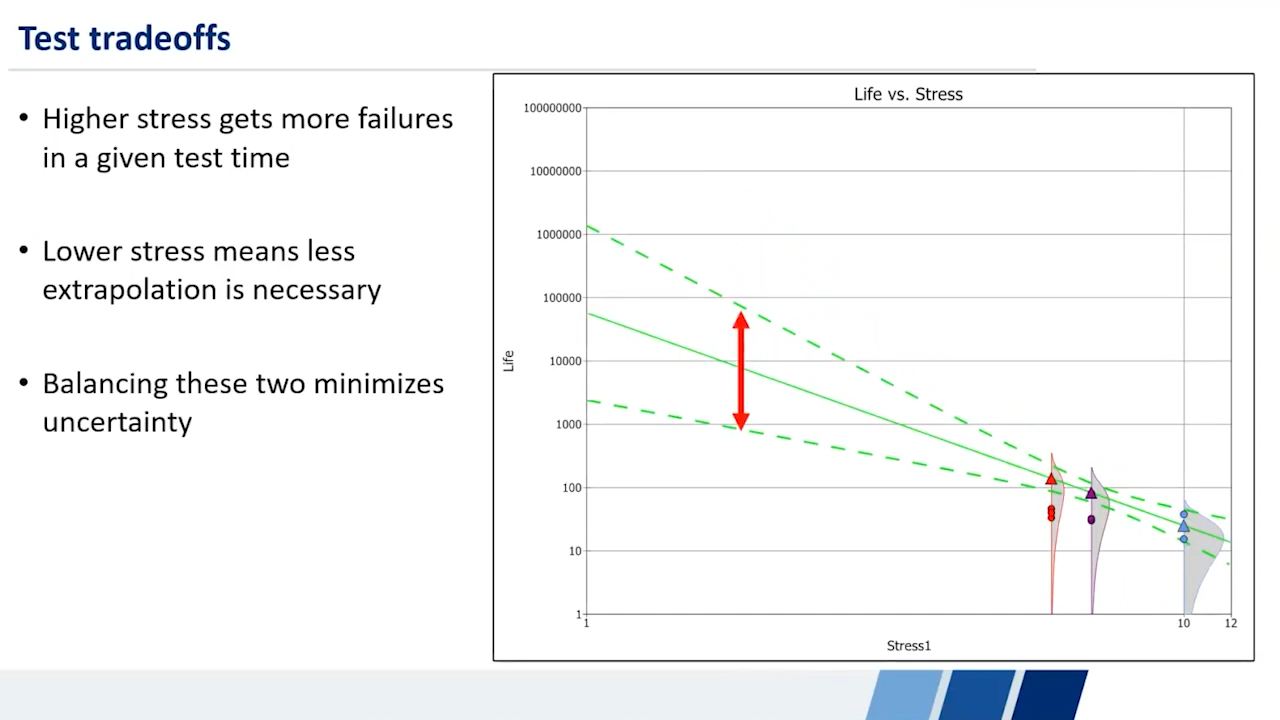 Test tradeoffs
• Higher stress gets more failures
in a given test time
• Lower stress means less
extrapolation is necessary
• Balancing these two minimizes
uncertainty
Life vs. Stress
100000000
10000000
1000000
100000
10000
1000
100
10
1
Life
1
10
12
Stress1